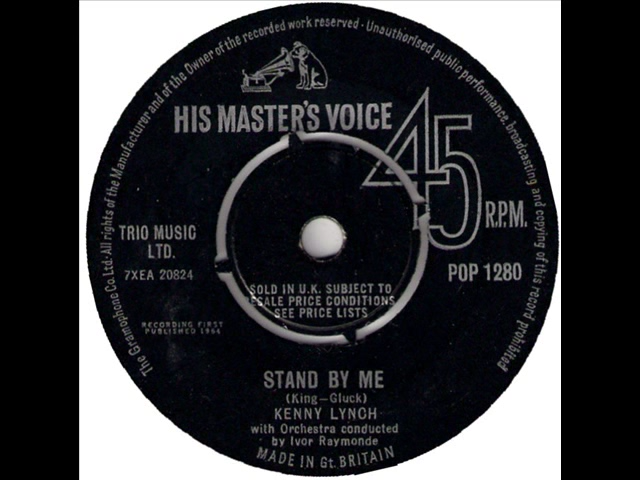 The Gramophone Co. Ltd.· All rights of the Manufacturer and of the Owner of the recorded work reserved · Unauthorised public performance, broadcasting and copying of this record prohibited
HIS MASTER'S VOICE
45
R.P.M.
TRIO MUSIC
LTD.
7XEA 20824
POP 1280
SOLD IN U.K. SUBJECT TO
RESALE PRICE CONDITIONS
SEE PRICE LISTS
RECORDING FIRST
PUBLISHED 1964
STAND BY ME
(King—Gluck)
KENNY LYNCH
with Orchestra conducted
by Ivor Raymonde
MADE IN Gt. BRITAIN